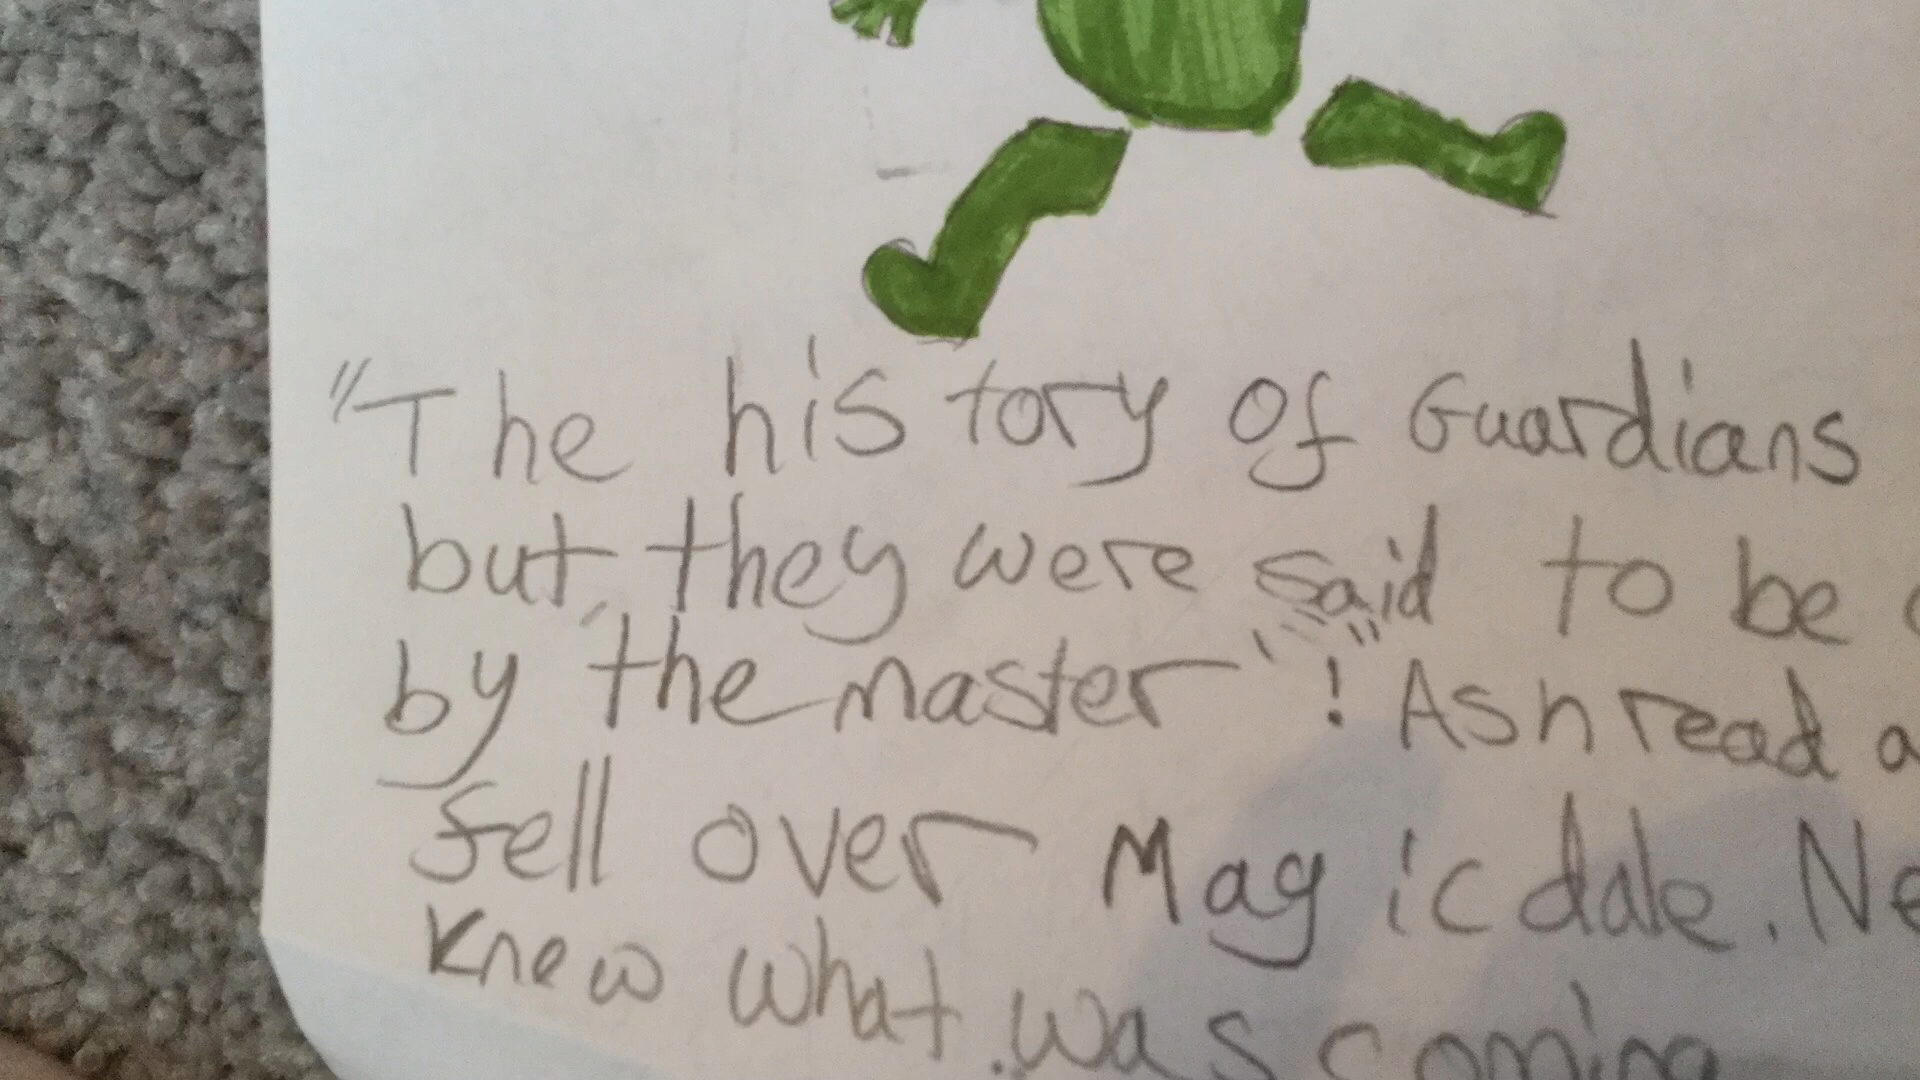 "The history of Guardians
but they were said to be
by 'the master'!" Ash read
fell over Magicdale.
knew what was coming